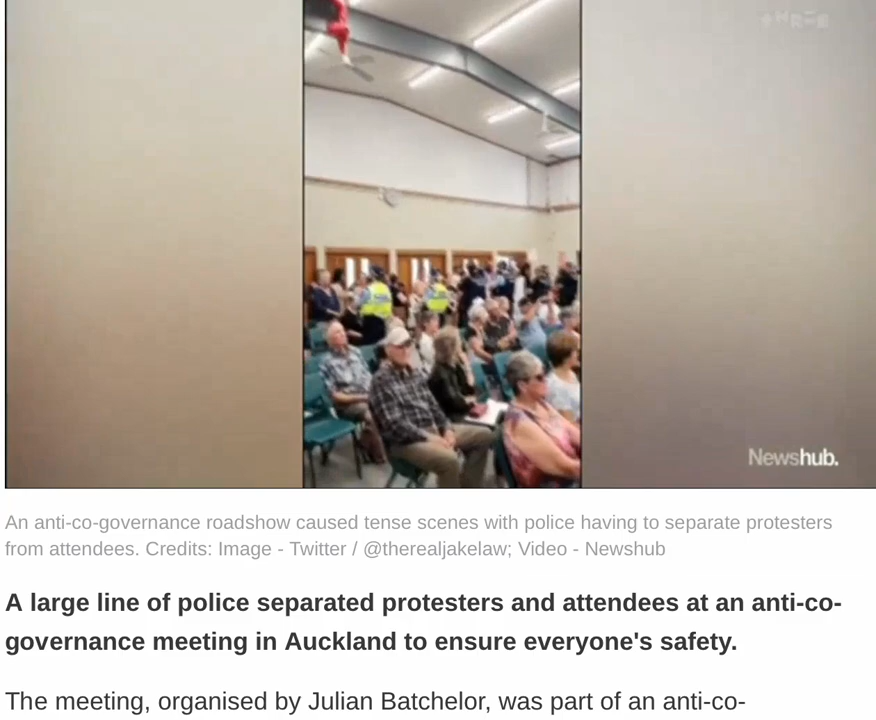 THREE
Newshub.
An anti-co-governance roadshow caused tense scenes with police having to separate protesters
from attendees. Credits: Image - Twitter / @therealjakelaw; Video - Newshub
A large line of police separated protesters and attendees at an anti-co-
governance meeting in Auckland to ensure everyone's safety.
The meeting, organised by Julian Batchelor, was part of an anti-co-